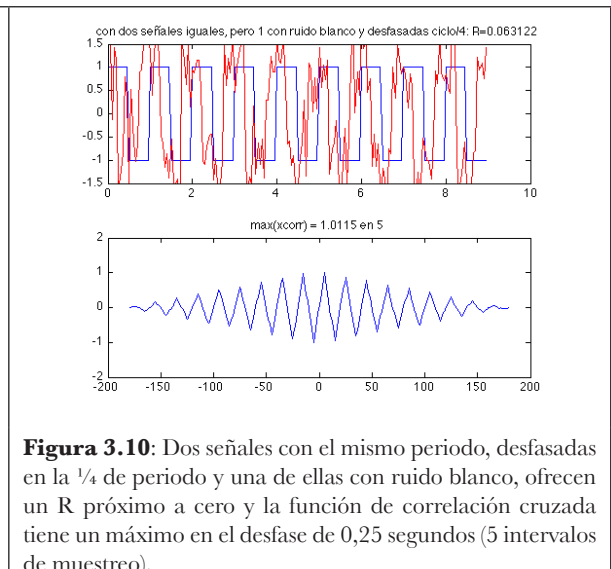 con dos señales iguales, pero 1 con ruido blanco y desfasadas ciclo/4: R=0.063122
1.5
1
0.5
0
-0.5
-1
-1.5
0 2 4 6 8 10
max(xcorr) = 1.0115 en 5
2
1
0
-1
-2
-200 -150 -100 -50 0 50 100 150 200
Figura 3.10: Dos señales con el mismo periodo, desfasadas
en la ¼ de periodo y una de ellas con ruido blanco, ofrecen
un R próximo a cero y la función de correlación cruzada
tiene un máximo en el desfase de 0,25 segundos (5 intervalos
de muestreo).